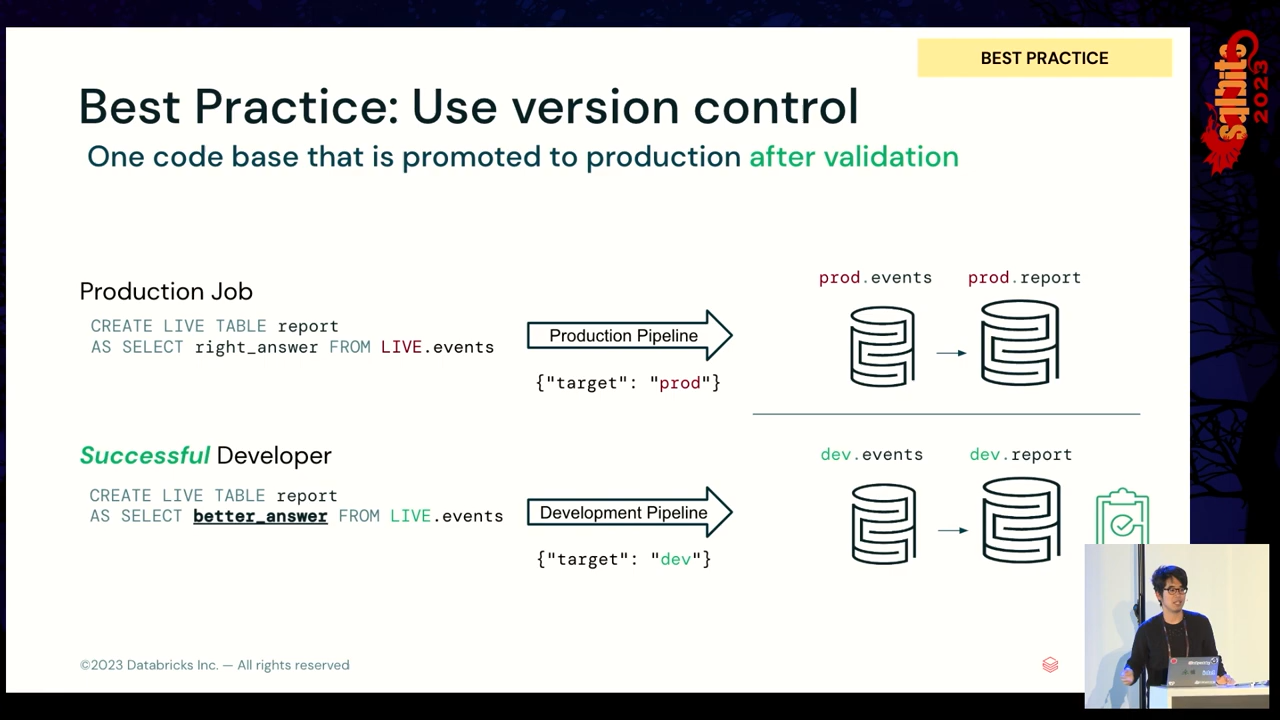 BEST PRACTICE
sqlbits
2023
Best Practice: Use version control
One code base that is promoted to production after validation
Production Job
CREATE LIVE TABLE report
AS SELECT right_answer FROM LIVE.events
Production Pipeline
{"target": "prod"}
prod.events
prod.report
Successful Developer
CREATE LIVE TABLE report
AS SELECT better_answer FROM LIVE.events
Development Pipeline
{"target": "dev"}
dev.events
dev.report
©2023 Databricks Inc. — All rights reserved